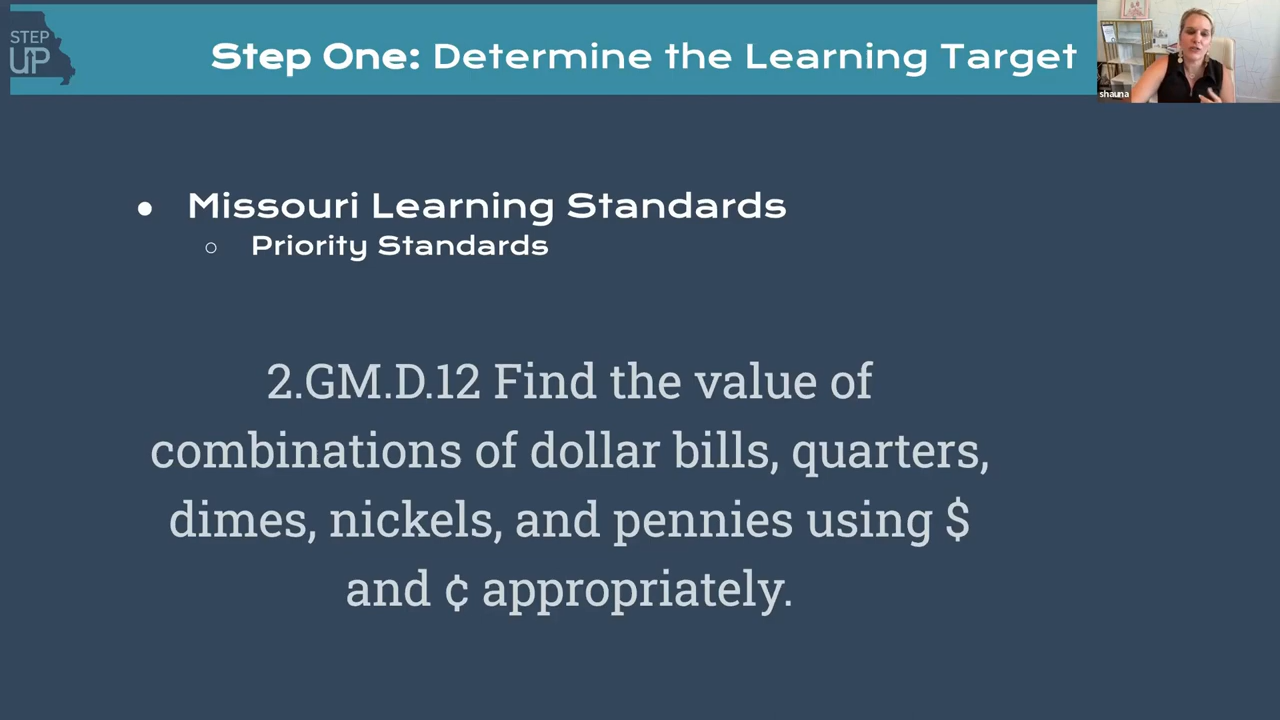 STEP
UP
Step One: Determine the Learning Target
shauna
● Missouri Learning Standards
○ Priority Standards
2.GM.D.12 Find the value of
combinations of dollar bills, quarters,
dimes, nickels, and pennies using $
and ¢ appropriately.